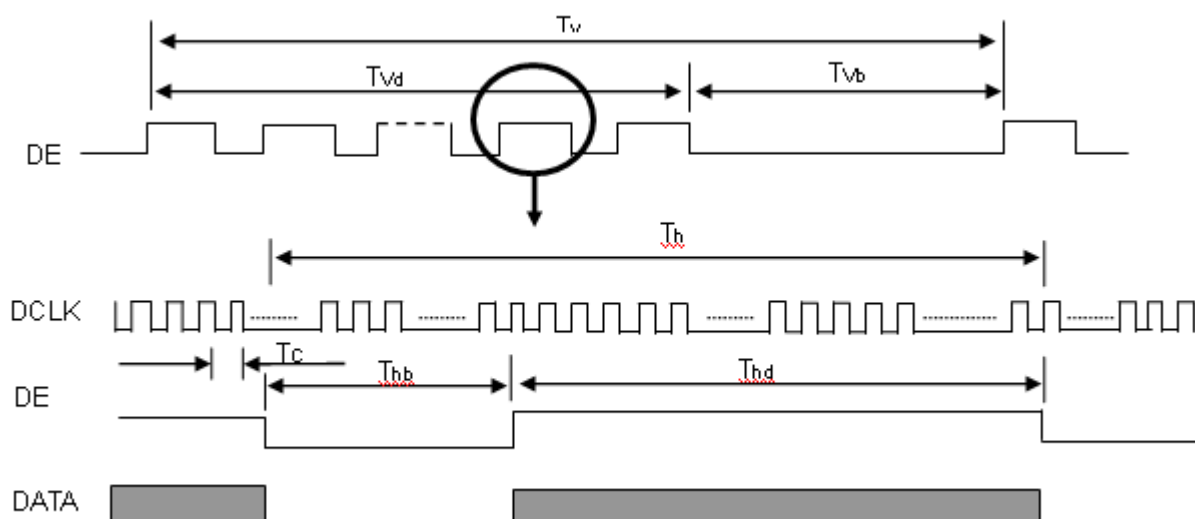 Tv
TVd
TVb
DE
Th
DCLK
Tc
Thb
Thd
DE
DATA